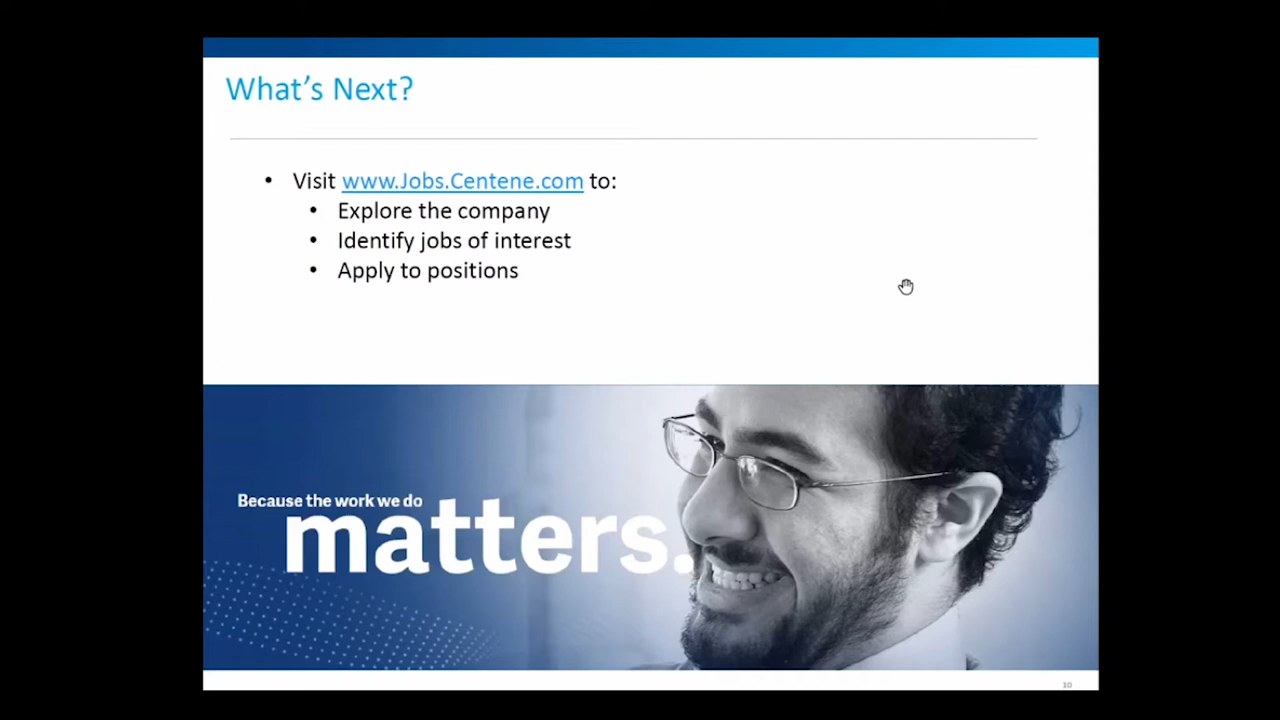 What's Next?
• Visit www.Jobs.Centene.com to:
• Explore the company
• Identify jobs of interest
• Apply to positions
Because the work we do
matters.
10